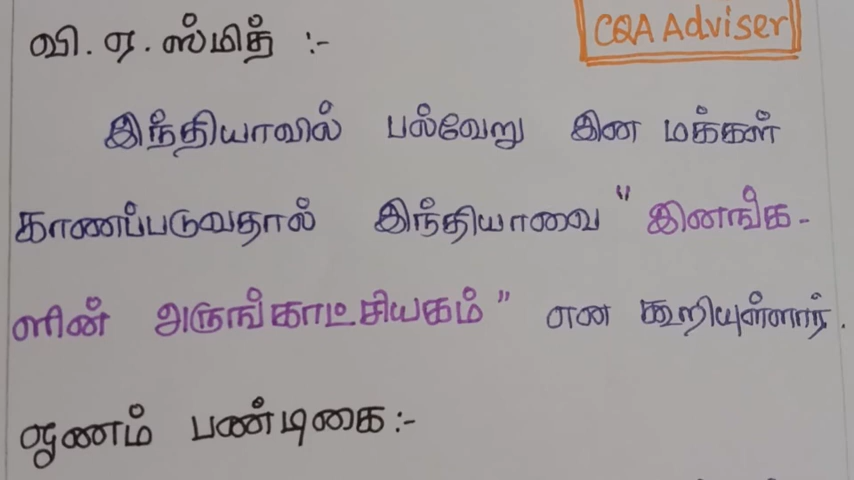 CQA Adviser
வி. ஏ. ஸ்மித் :-
இந்தியாவில் பல்வேறு இன மக்கள்
காணப்படுவதால் இந்தியாவை "இனங்க-
ளின் அருங்காட்சியகம்" என கூறியுள்ளார்.
ஓணம் பண்டிகை:-